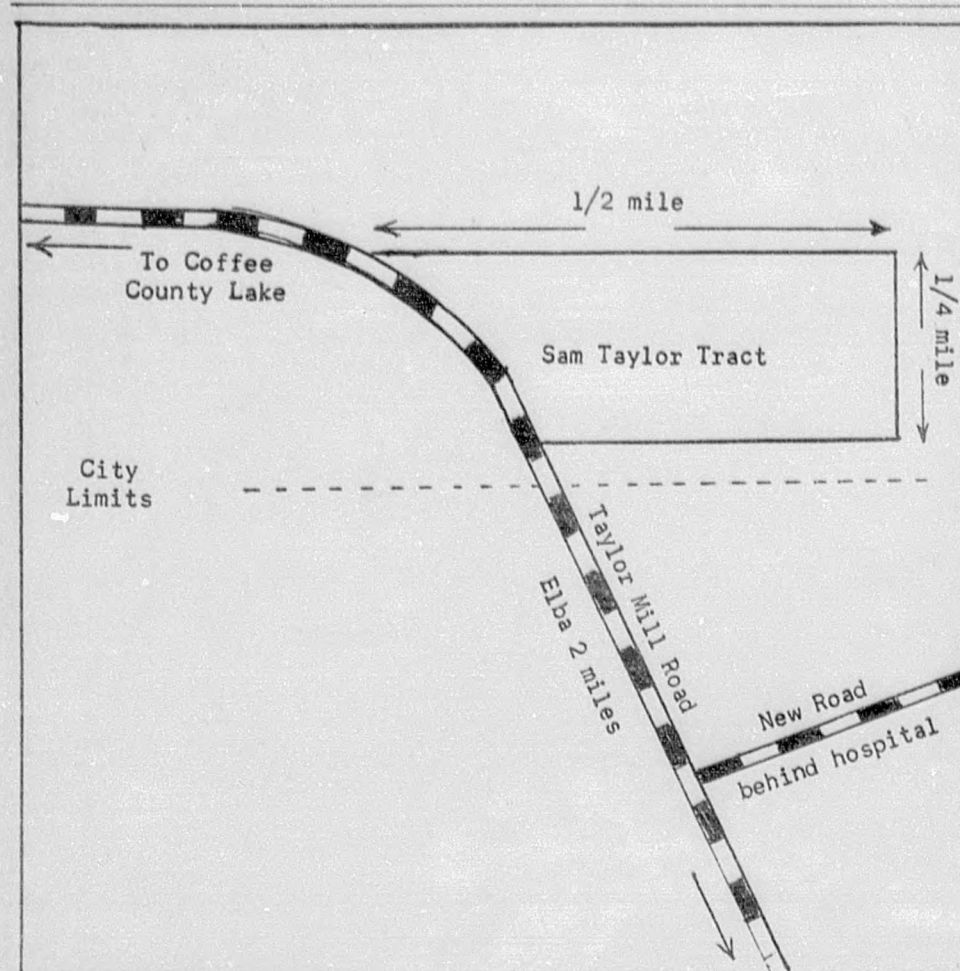 1/2 mile
To Coffee
County Lake
1/4 mile
Sam Taylor Tract
City
Limits
Taylor Mill Road
Elba 2 miles
New Road
behind hospital